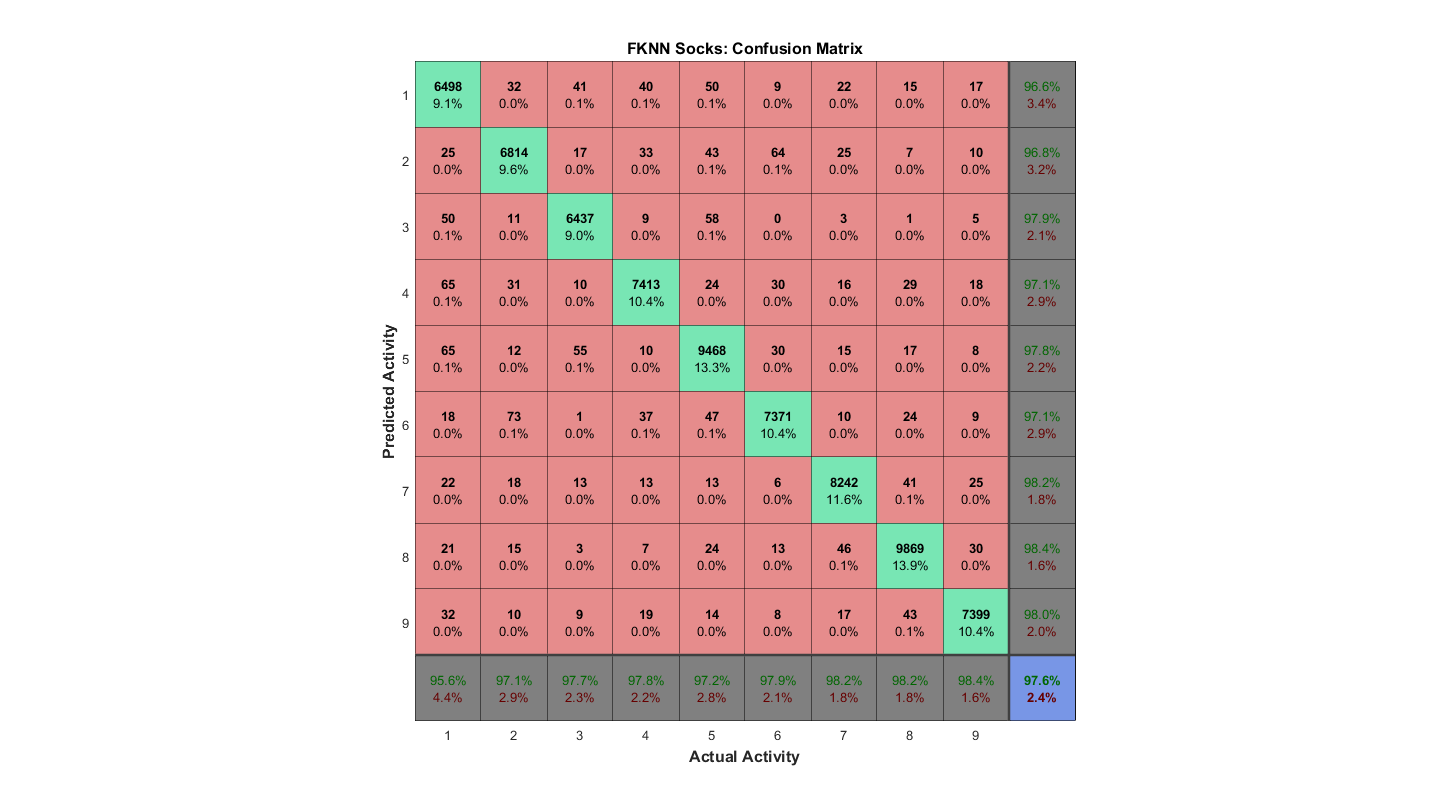 FKNN Socks: Confusion Matrix
1 6498 32 41 40 50 9 22 15 17 96.6%
9.1% 0.0% 0.1% 0.1% 0.1% 0.0% 0.0% 0.0% 0.0% 3.4%
2 25 6814 17 33 43 64 25 7 10 96.8%
0.0% 9.6% 0.0% 0.0% 0.1% 0.1% 0.0% 0.0% 0.0% 3.2%
3 50 11 6437 9 58 0 3 1 5 97.9%
0.1% 0.0% 9.0% 0.0% 0.1% 0.0% 0.0% 0.0% 0.0% 2.1%
4 65 31 10 7413 24 30 16 29 18 97.1%
0.1% 0.0% 0.0% 10.4% 0.0% 0.0% 0.0% 0.0% 0.0% 2.9%
5 65 12 55 10 9468 30 15 17 8 97.8%
0.1% 0.0% 0.1% 0.0% 13.3% 0.0% 0.0% 0.0% 0.0% 2.2%
6 18 73 1 37 47 7371 10 24 9 97.1%
0.0% 0.1% 0.0% 0.1% 0.1% 10.4% 0.0% 0.0% 0.0% 2.9%
7 22 18 13 13 13 6 8242 41 25 98.2%
0.0% 0.0% 0.0% 0.0% 0.0% 0.0% 11.6% 0.1% 0.0% 1.8%
8 21 15 3 7 24 13 46 9869 30 98.4%
0.0% 0.0% 0.0% 0.0% 0.0% 0.0% 0.1% 13.9% 0.0% 1.6%
9 32 10 9 19 14 8 17 43 7399 98.0%
0.0% 0.0% 0.0% 0.0% 0.0% 0.0% 0.0% 0.1% 10.4% 2.0%
95.6% 97.1% 97.7% 97.8% 97.2% 97.9% 98.2% 98.2% 98.4% 97.6%
4.4% 2.9% 2.3% 2.2% 2.8% 2.1% 1.8% 1.8% 1.6% 2.4%
1 2 3 4 5 6 7 8 9
Actual Activity
Predicted Activity